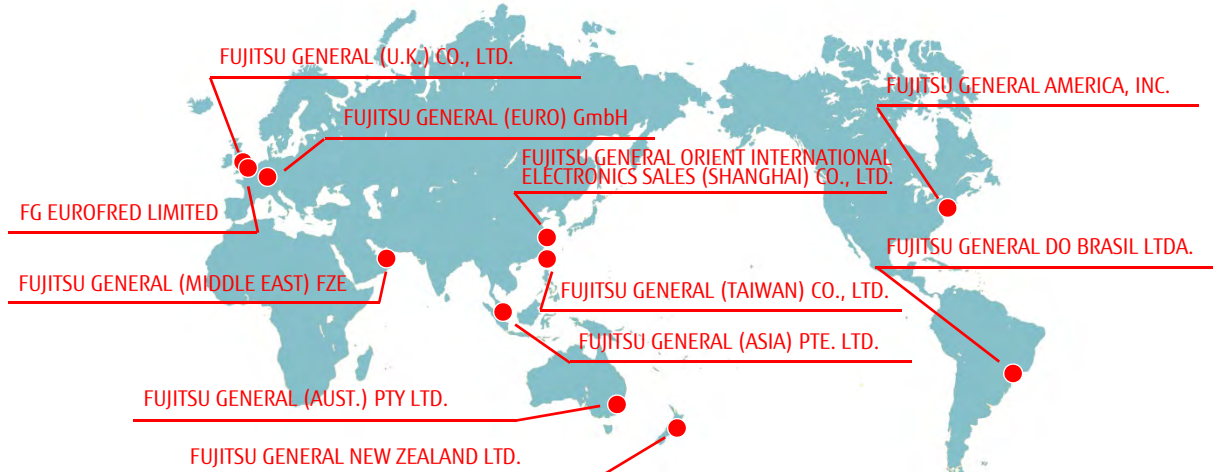 FUJITSU GENERAL (U.K.) CO., LTD.
FUJITSU GENERAL AMERICA, INC.
FUJITSU GENERAL (EURO) GmbH
FUJITSU GENERAL ORIENT INTERNATIONAL
ELECTRONICS SALES (SHANGHAI) CO., LTD.
FG EUROFRED LIMITED
FUJITSU GENERAL DO BRASIL LTDA.
FUJITSU GENERAL (MIDDLE EAST) FZE
FUJITSU GENERAL (TAIWAN) CO., LTD.
FUJITSU GENERAL (ASIA) PTE. LTD.
FUJITSU GENERAL (AUST.) PTY LTD.
FUJITSU GENERAL NEW ZEALAND LTD.